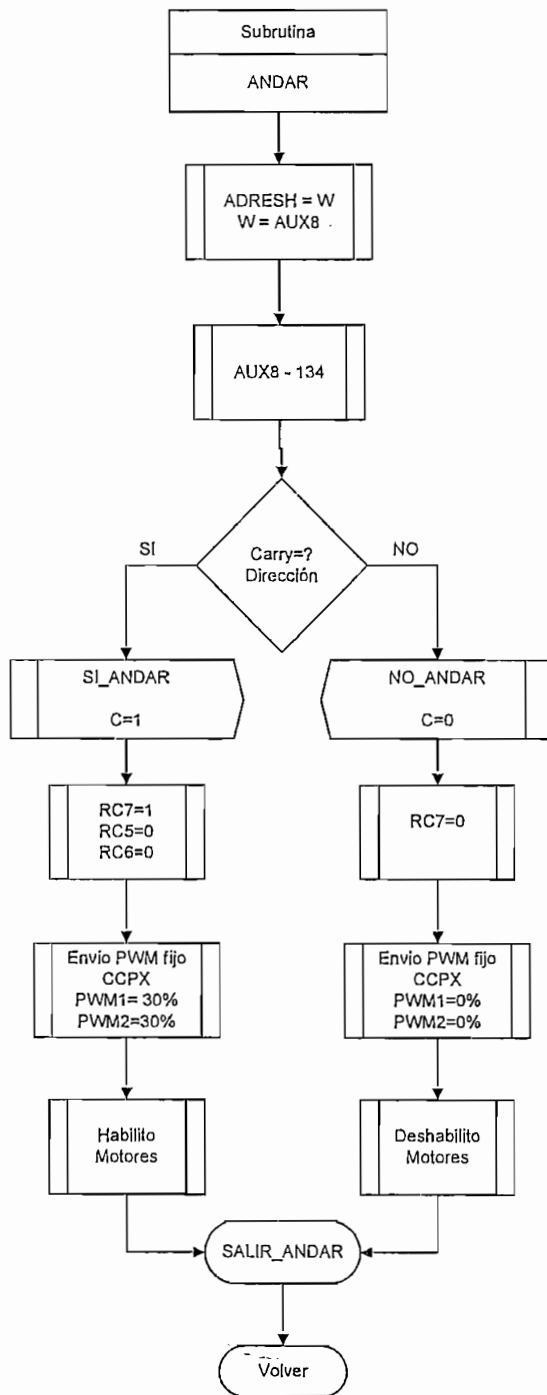 Subrutina
ANDAR
ADRESH = W
W = AUX8
AUX8 - 134
SI
Carry=?
Dirección
NO
SI_ANDAR
C=1
NO_ANDAR
C=0
RC7=1
RC5=0
RC6=0
RC7=0
Envio PWM fijo
CCPX
PWM1= 30%
PWM2=30%
Envio PWM fijo
CCPX
PWM1=0%
PWM2=0%
Habilito
Motores
Deshabilito
Motores
SALIR_ANDAR
Volver